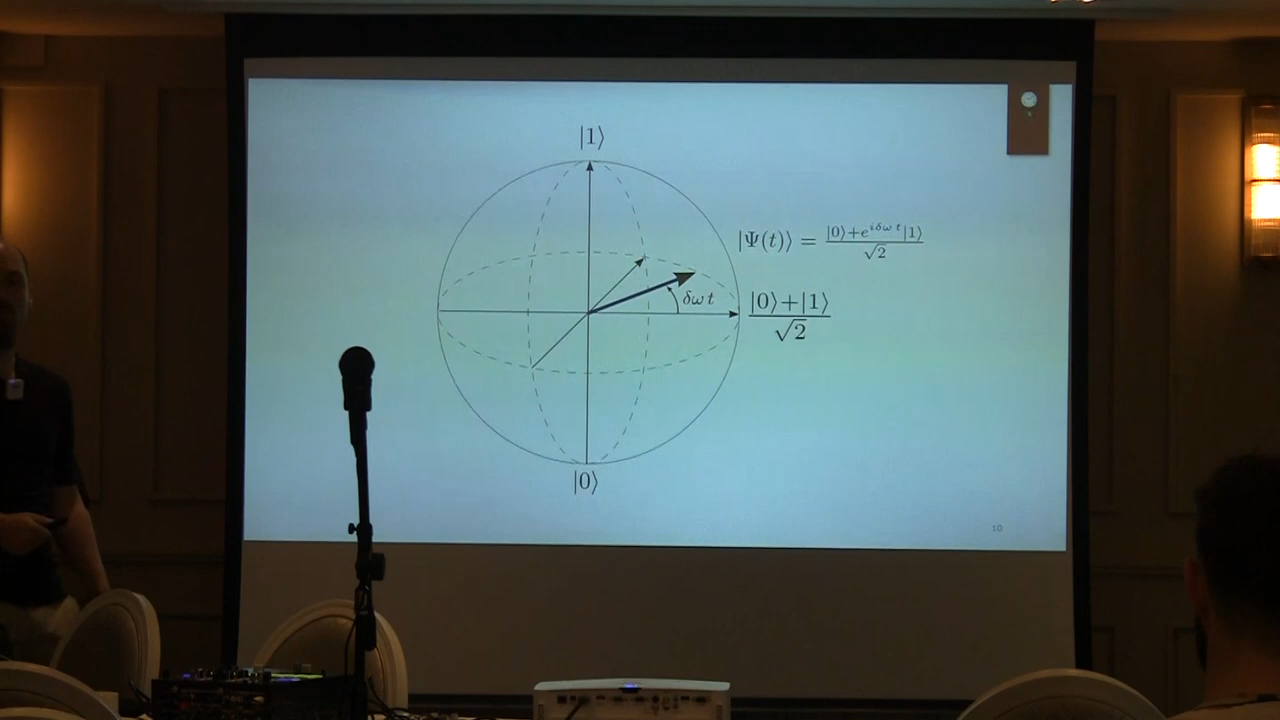 |1⟩
|Ψ(t)⟩ = |0⟩+e^{iδω t}|1⟩ / √2
δω t
|0⟩+|1⟩ / √2
|0⟩
10